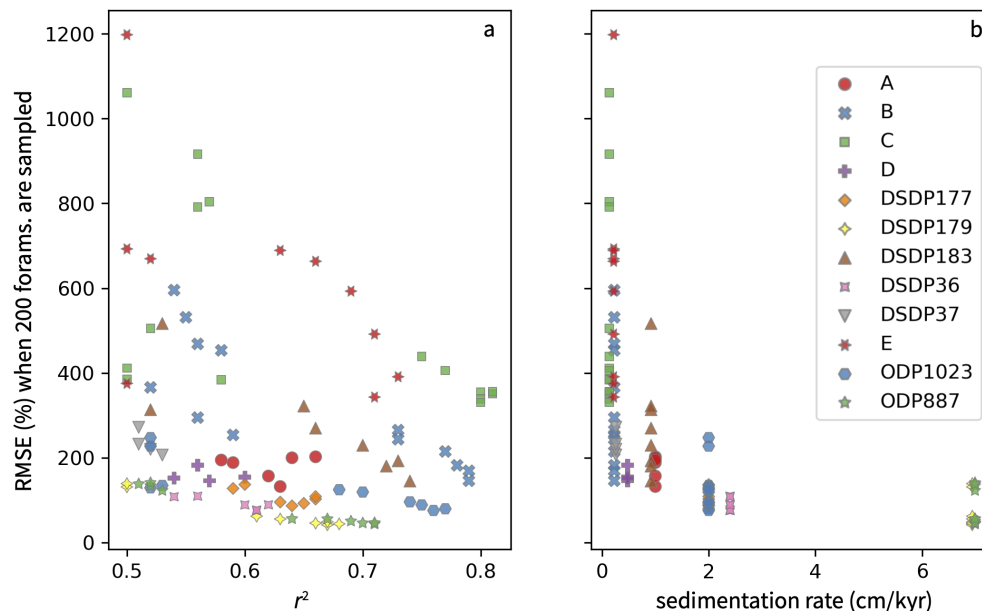 RMSE (%) when 200 forams. are sampled
1200
1000
800
600
400
200
0
a
0.5 0.6 0.7 0.8
r²
b
A
B
C
D
DSDP177
DSDP179
DSDP183
DSDP36
DSDP37
E
ODP1023
ODP887
0 2 4 6
sedimentation rate (cm/kyr)